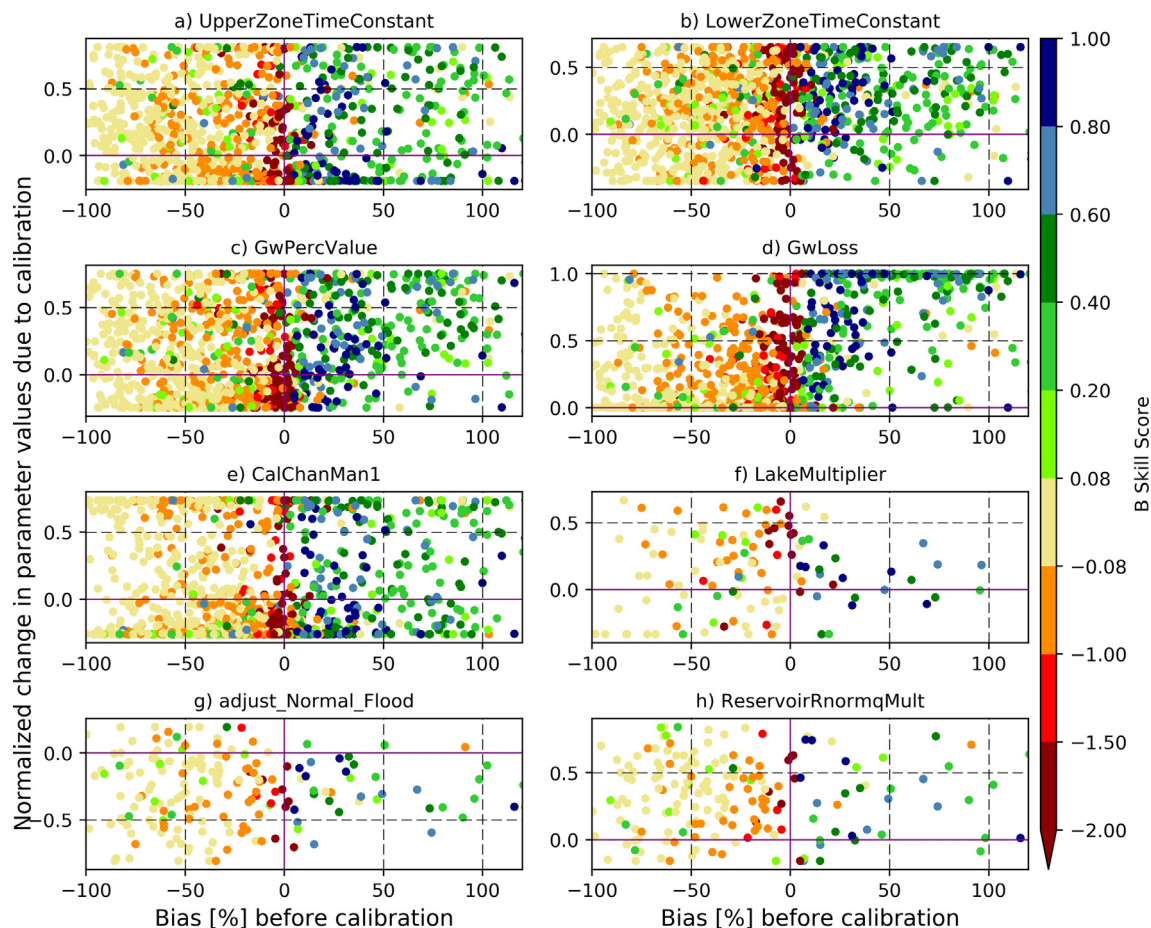 a) UpperZoneTimeConstant
b) LowerZoneTimeConstant
0.5
0.0
−100 −50 0 50 100
0.5
0.0
−100 −50 0 50 100
c) GwPercValue
d) GwLoss
0.5
0.0
−100 −50 0 50 100
1.0
0.5
0.0
−100 −50 0 50 100
e) CalChanMan1
f) LakeMultiplier
0.5
0.0
−100 −50 0 50 100
0.5
0.0
−100 −50 0 50 100
g) adjust_Normal_Flood
h) ReservoirRnormqMult
0.0
−0.5
−100 −50 0 50 100
0.5
0.0
−100 −50 0 50 100
Bias [%] before calibration
Bias [%] before calibration
Normalized change in parameter values due to calibration
1.00
0.80
0.60
0.40
0.20
0.08
−0.08
−1.00
−1.50
−2.00
B Skill Score